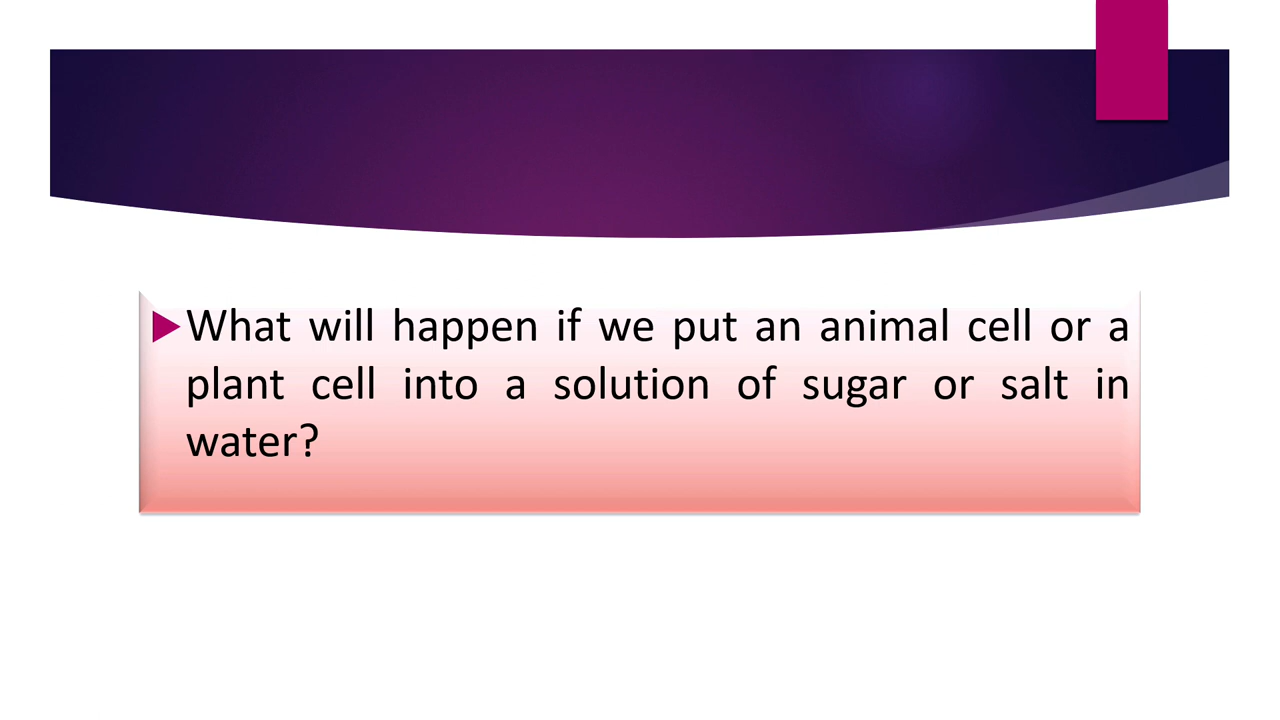 What will happen if we put an animal cell or a
plant cell into a solution of sugar or salt in
water?